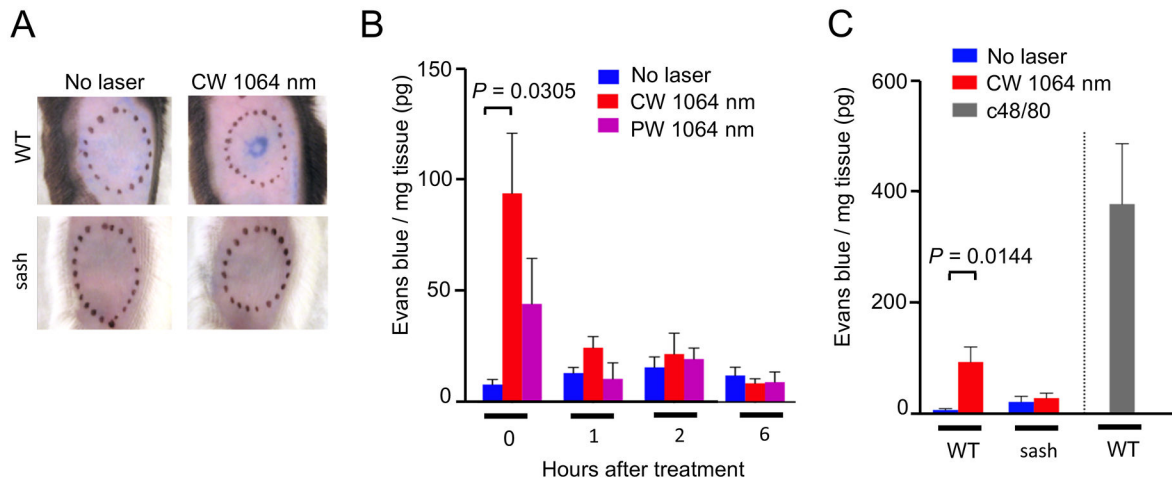 A
No laser
CW 1064 nm
WT
sash
B
Evans blue / mg tissue (pg)
150
100
50
0
P = 0.0305
No laser
CW 1064 nm
PW 1064 nm
0
1
2
6
Hours after treatment
C
Evans blue / mg tissue (pg)
600
400
200
0
No laser
CW 1064 nm
c48/80
P = 0.0144
WT
sash
WT